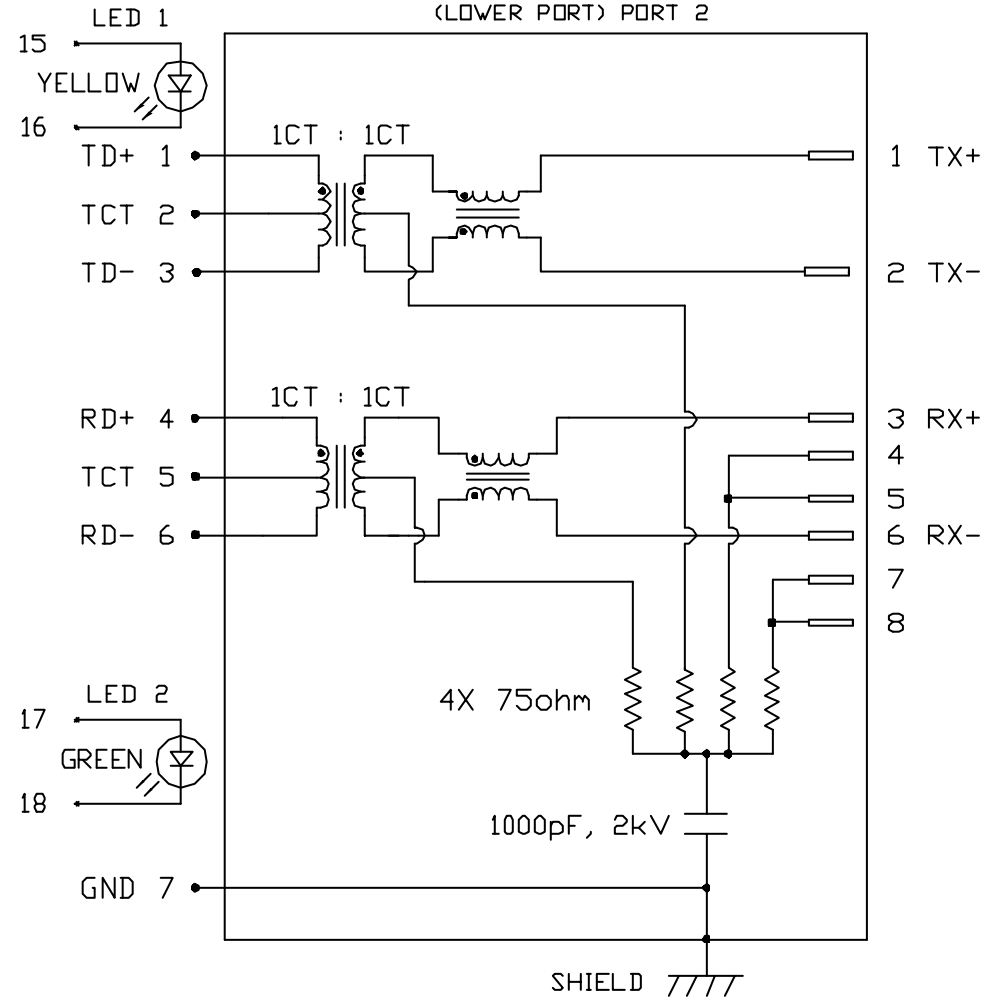 (LOWER PORT) PORT 2
LED 1
15
YELLOW
16
1CT : 1CT
TD+ 1
1 TX+
TCT 2
TD- 3
2 TX-
1CT : 1CT
RD+ 4
3 RX+
4
TCT 5
5
RD- 6
6 RX-
7
8
LED 2
4X 75ohm
17
GREEN
18
1000pF, 2kV
GND 7
SHIELD